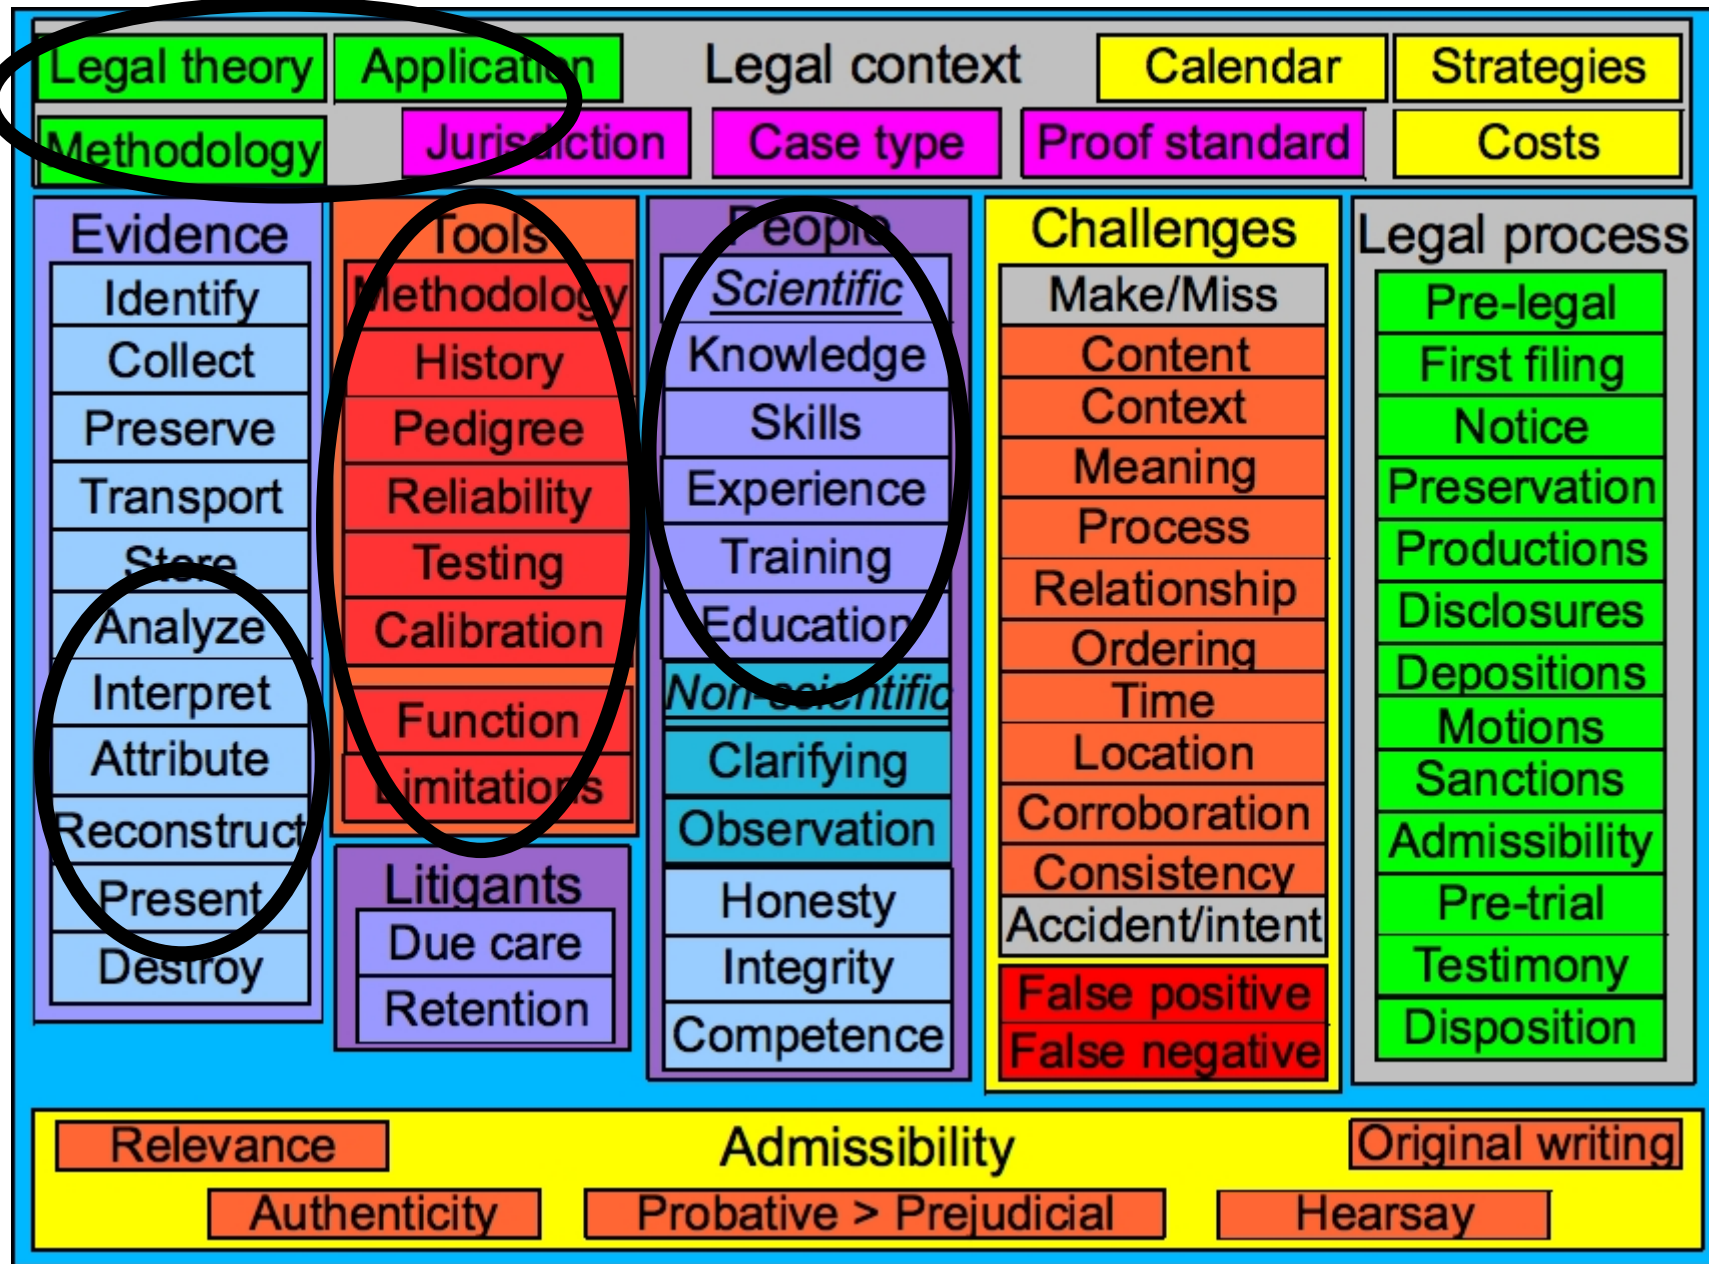 Legal theory
Application
Legal context
Calendar
Strategies
Methodology
Jurisdiction
Case type
Proof standard
Costs
Evidence
Identify
Collect
Preserve
Transport
Store
Analyze
Interpret
Attribute
Reconstruct
Present
Destroy
Tools
Methodology
History
Pedigree
Reliability
Testing
Calibration
Function
Limitations
Litigants
Due care
Retention
People
Scientific
Knowledge
Skills
Experience
Training
Education
Non-scientific
Clarifying
Observation
Honesty
Integrity
Competence
Challenges
Make/Miss
Content
Context
Meaning
Process
Relationship
Ordering
Time
Location
Corroboration
Consistency
Accident/intent
False positive
False negative
Legal process
Pre-legal
First filing
Notice
Preservation
Productions
Disclosures
Depositions
Motions
Sanctions
Admissibility
Pre-trial
Testimony
Disposition
Relevance
Admissibility
Original writing
Authenticity
Probative > Prejudicial
Hearsay